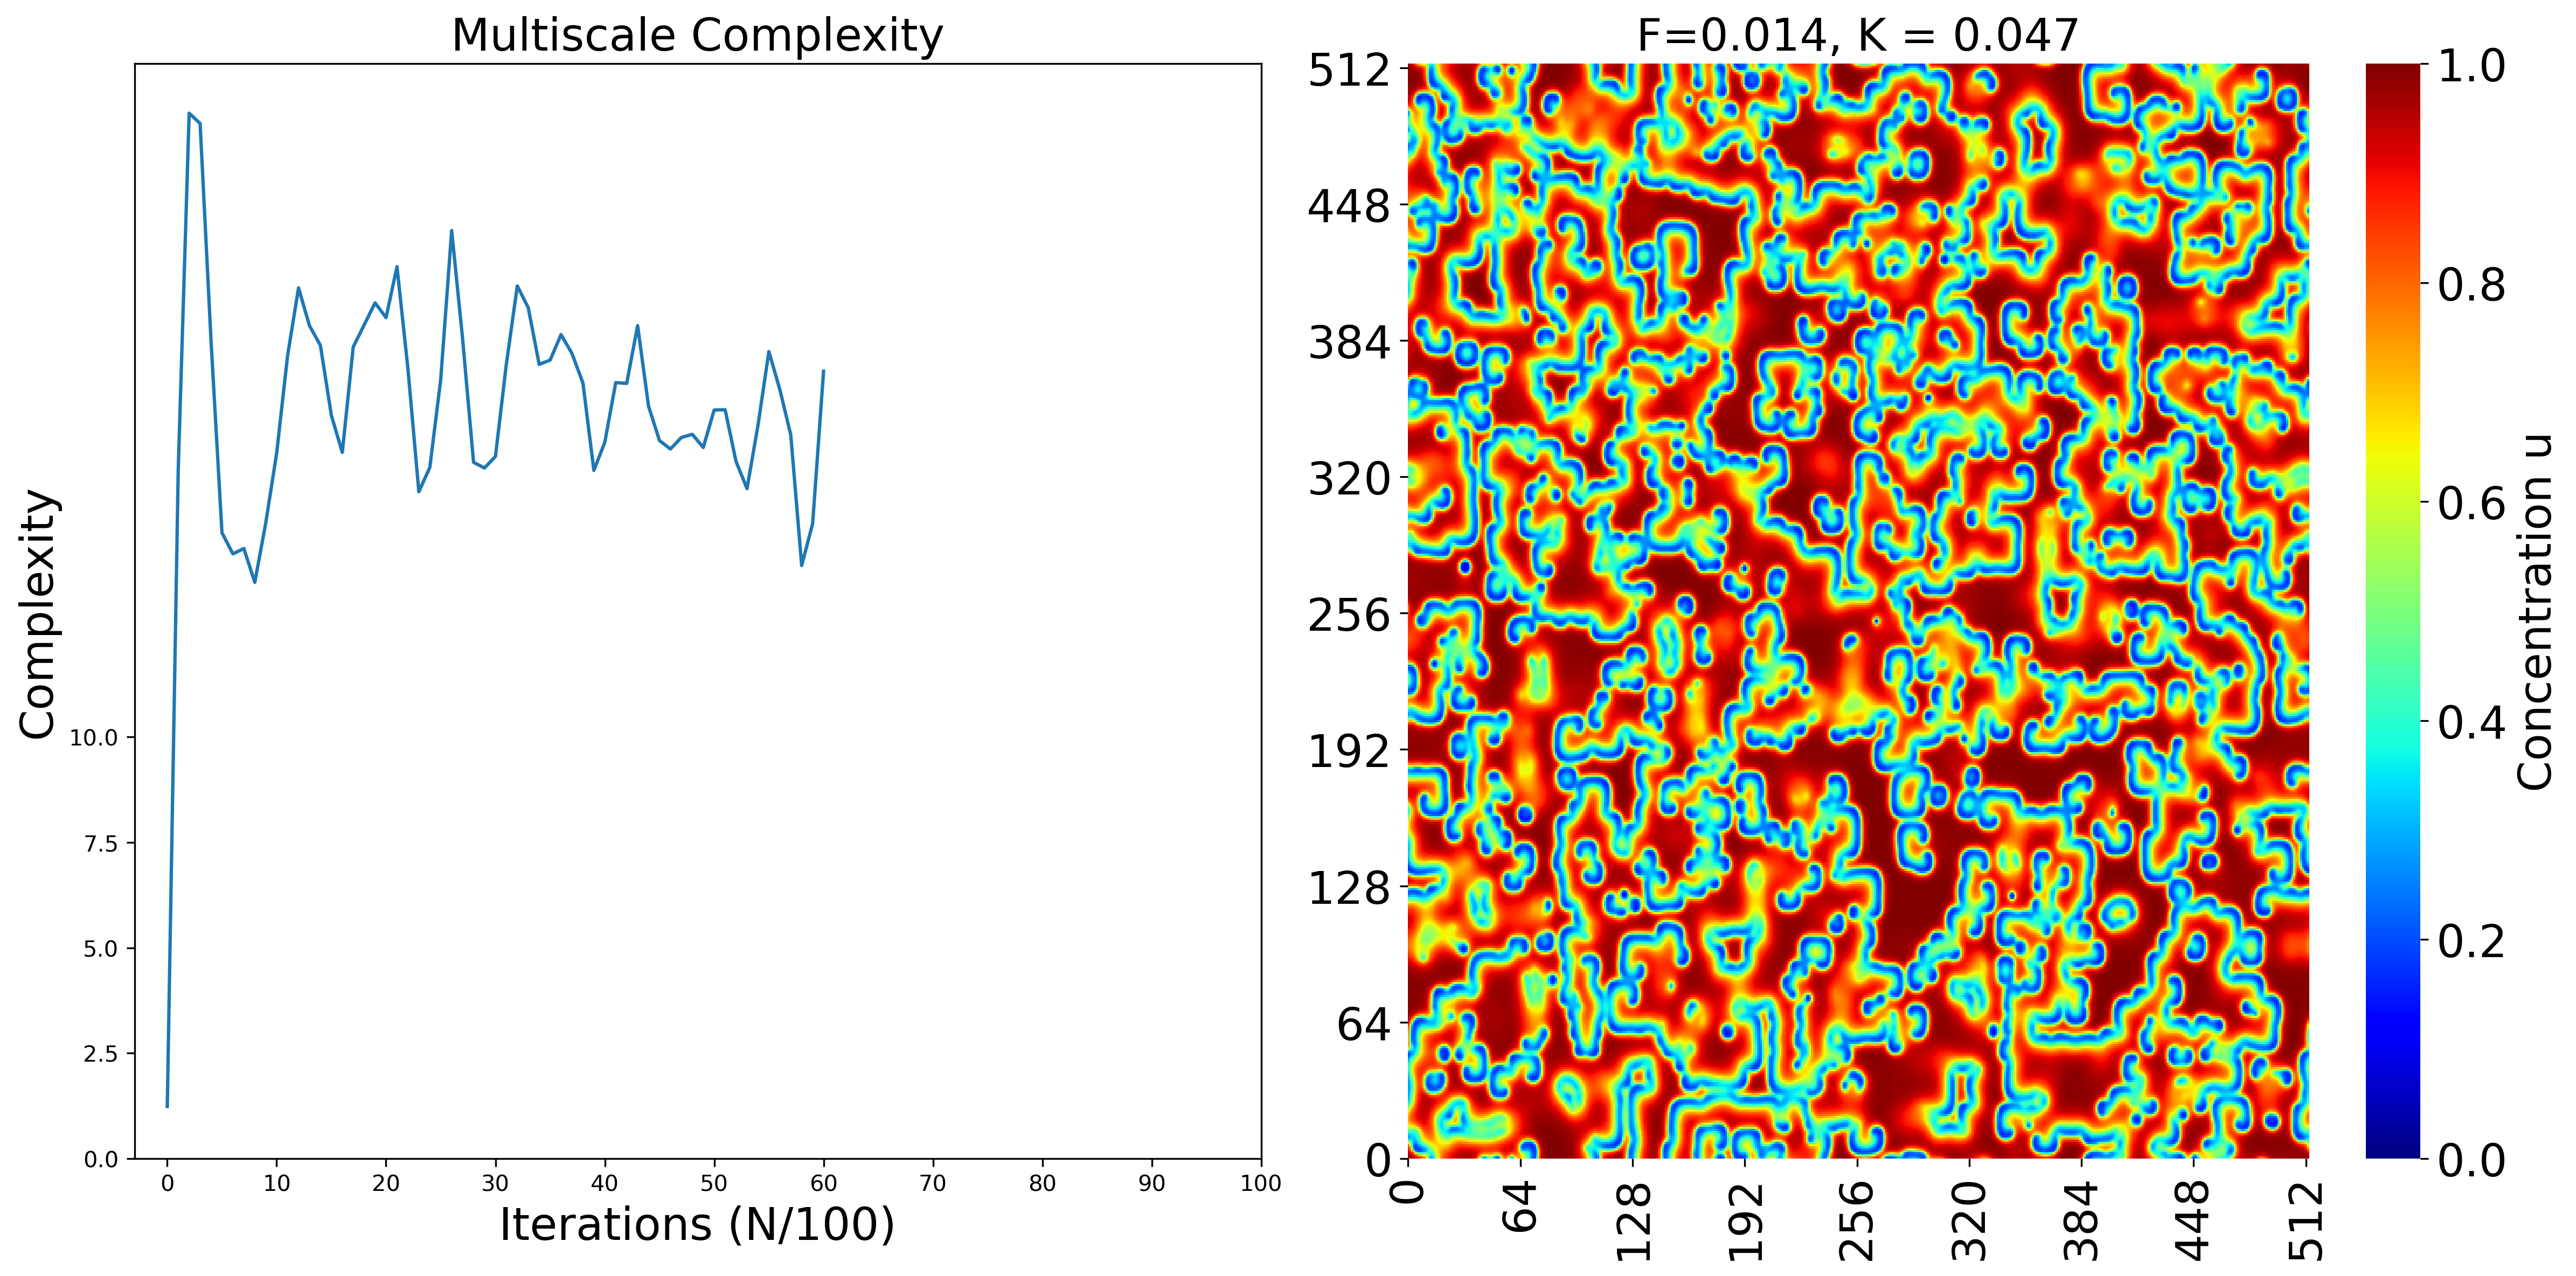 Multiscale Complexity
Complexity
10.0
7.5
5.0
2.5
0.0
0 10 20 30 40 50 60 70 80 90 100
Iterations (N/100)
F=0.014, K = 0.047
512
448
384
320
256
192
128
64
0
0 64 128 192 256 320 384 448 512
1.0
0.8
0.6
0.4
0.2
0.0
Concentration u